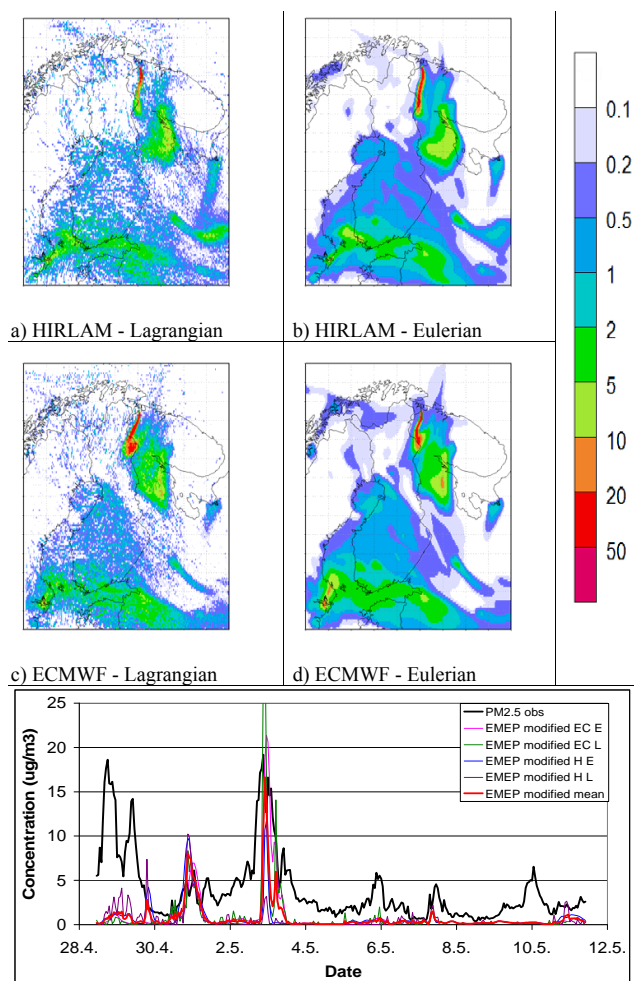 0.1
0.2
0.5
1
2
5
10
20
50
a) HIRLAM - Lagrangian
b) HIRLAM - Eulerian
c) ECMWF - Lagrangian
d) ECMWF - Eulerian
PM2.5 obs
EMEP modified EC E
EMEP modified EC L
EMEP modified H E
EMEP modified H L
EMEP modified mean
Concentration (ug/m3)
25
20
15
10
5
0
28.4.
30.4.
2.5.
4.5.
6.5.
8.5.
10.5.
12.5.
Date